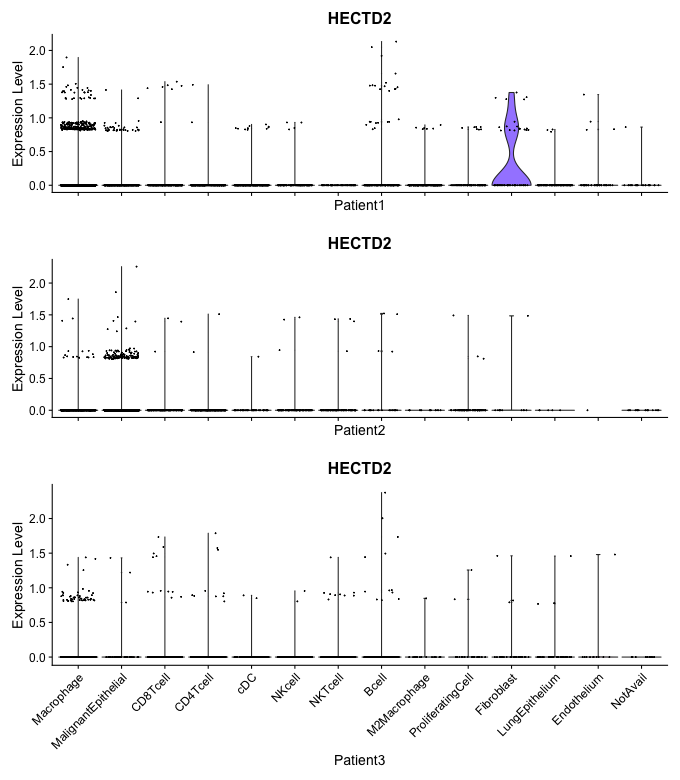 HECTD2
Expression Level
2.0
1.5
1.0
0.5
0.0
Patient1
HECTD2
Expression Level
2.0
1.5
1.0
0.5
0.0
Patient2
HECTD2
Expression Level
2.0
1.5
1.0
0.5
0.0
Macrophage
MalignantEpithelial
CD8Tcell
CD4Tcell
cDC
NKcell
NKTcell
Bcell
M2Macrophage
ProliferatingCell
Fibroblast
LungEpithelium
Endothelium
NotAvail
Patient3